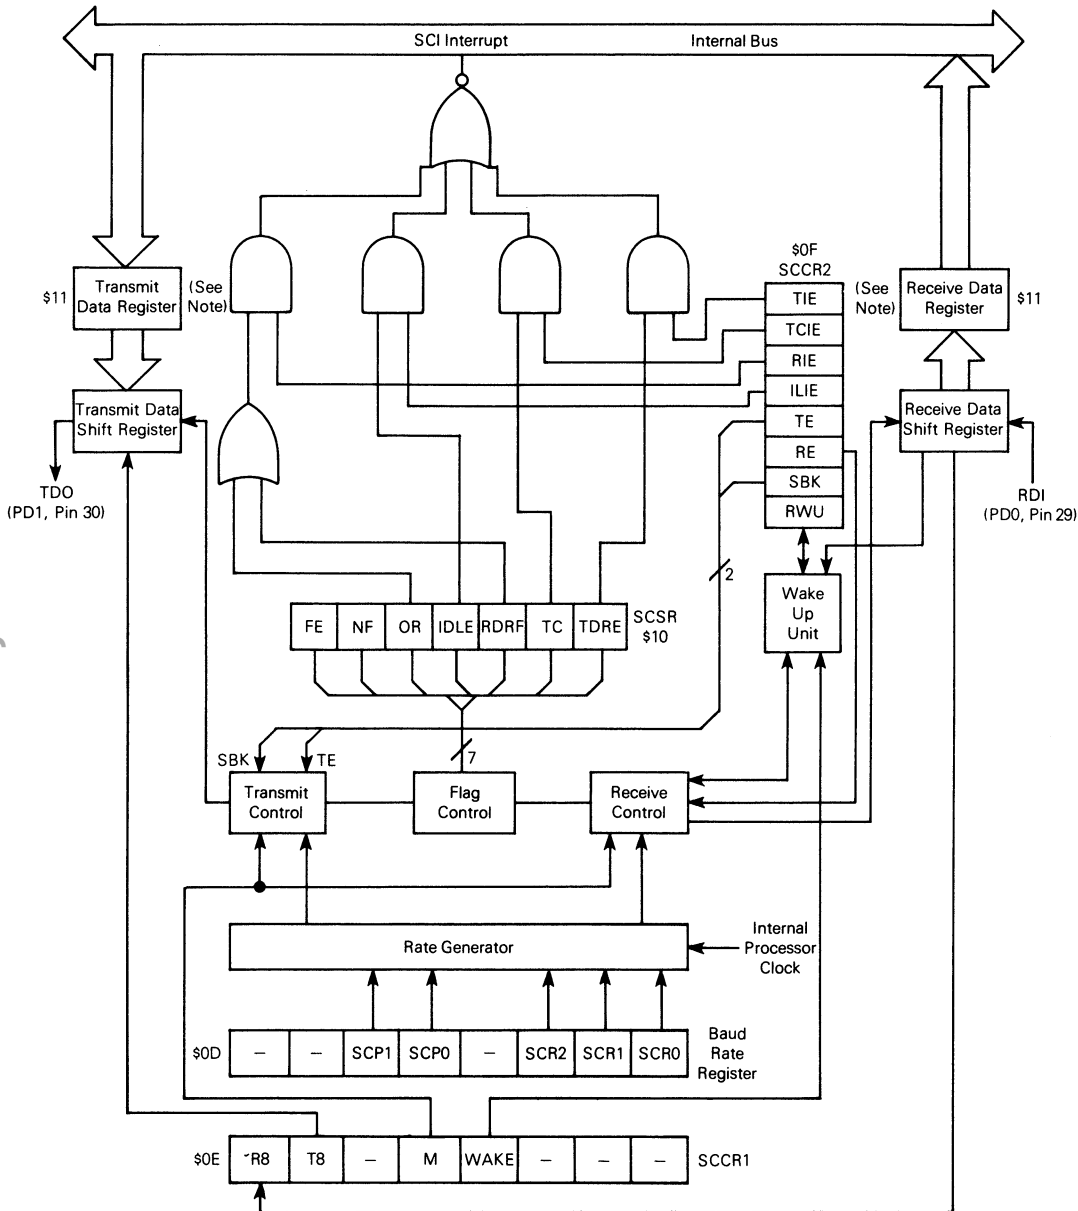 SCI Interrupt
Internal Bus
$11
Transmit
Data Register
(See
Note)
$0F
SCCR2
TIE
TCIE
RIE
ILIE
TE
RE
SBK
RWU
(See
Note)
Receive Data
Register
$11
Transmit Data
Shift Register
Receive Data
Shift Register
TDO
(PD1, Pin 30)
RDI
(PD0, Pin 29)
2
Wake
Up
Unit
FE
NF
OR
IDLE
RDRF
TC
TDRE
SCSR
$10
SBK
TE
7
Transmit
Control
Flag
Control
Receive
Control
Rate Generator
Internal
Processor
Clock
$0D
–
–
SCP1
SCP0
–
SCR2
SCR1
SCR0
Baud
Rate
Register
$0E
R8
T8
–
M
WAKE
–
–
–
SCCR1